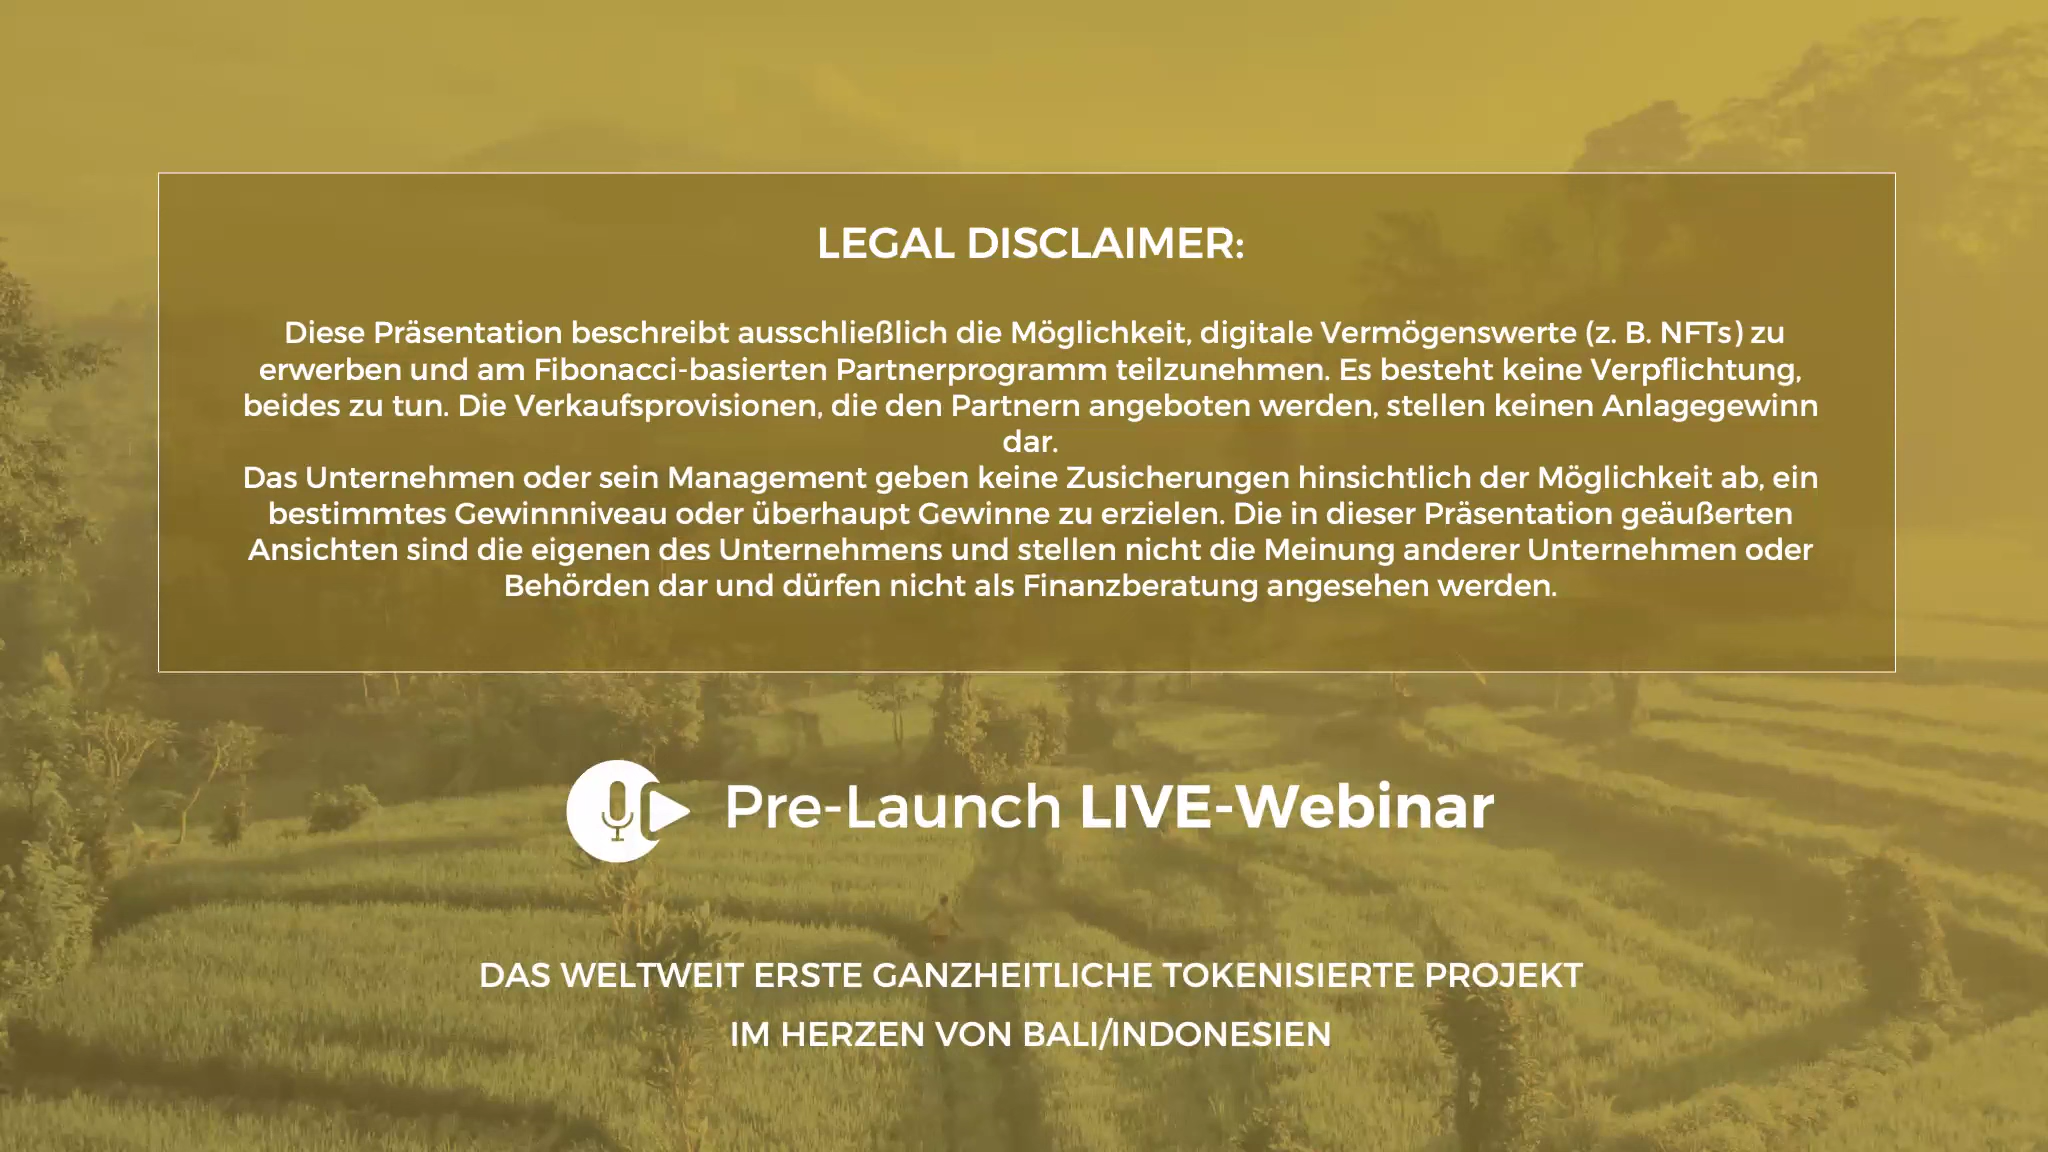 LEGAL DISCLAIMER:
Diese Präsentation beschreibt ausschließlich die Möglichkeit, digitale Vermögenswerte (z. B. NFTs) zu
erwerben und am Fibonacci-basierten Partnerprogramm teilzunehmen. Es besteht keine Verpflichtung,
beides zu tun. Die Verkaufsprovisionen, die den Partnern angeboten werden, stellen keinen Anlagegewinn
dar.
Das Unternehmen oder sein Management geben keine Zusicherungen hinsichtlich der Möglichkeit ab, ein
bestimmtes Gewinnniveau oder überhaupt Gewinne zu erzielen. Die in dieser Präsentation geäußerten
Ansichten sind die eigenen des Unternehmens und stellen nicht die Meinung anderer Unternehmen oder
Behörden dar und dürfen nicht als Finanzberatung angesehen werden.
Pre-Launch LIVE-Webinar
DAS WELTWEIT ERSTE GANZHEITLICHE TOKENISIERTE PROJEKT
IM HERZEN VON BALI/INDONESIEN